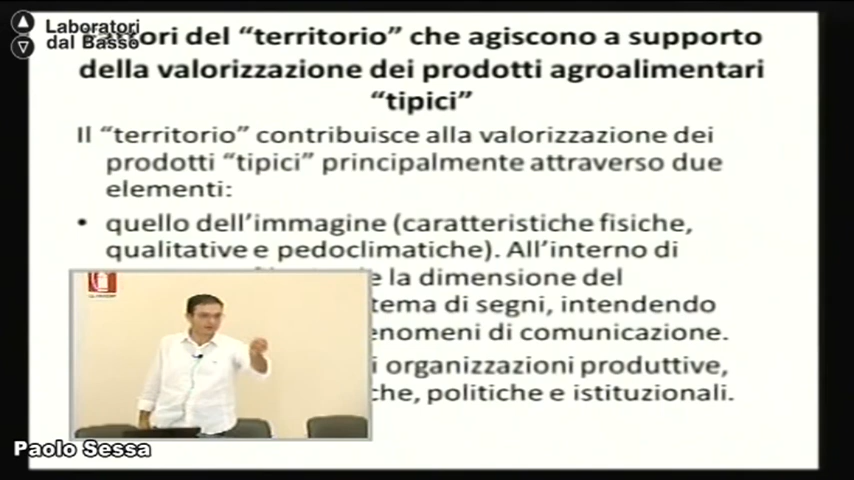 Laboratori
dal Basso
ori del “territorio” che agiscono a supporto
della valorizzazione dei prodotti agroalimentari
“tipici”
Il “territorio” contribuisce alla valorizzazione dei
prodotti “tipici” principalmente attraverso due
elementi:
• quello dell’immagine (caratteristiche fisiche,
qualitative e pedoclimatiche). All’interno di
e la dimensione del
tema di segni, intendendo
enomeni di comunicazione.
i organizzazioni produttive,
che, politiche e istituzionali.
Paolo Sessa